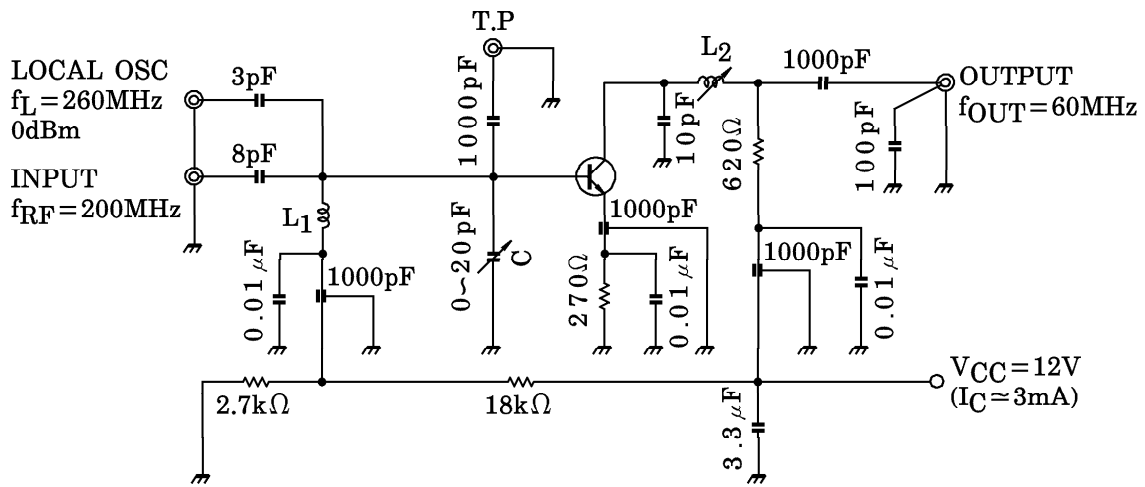 T.P
LOCAL OSC
fL=260MHz
0dBm
3pF
INPUT
fRF=200MHz
8pF
L1
0.01μF
1000pF
1000pF
0~20pF
C
L2
10pF
620Ω
1000pF
OUTPUT
fOUT=60MHz
100pF
1000pF
270Ω
0.01μF
1000pF
0.01μF
2.7kΩ
18kΩ
3.3μF
VCC=12V
(IC≃3mA)